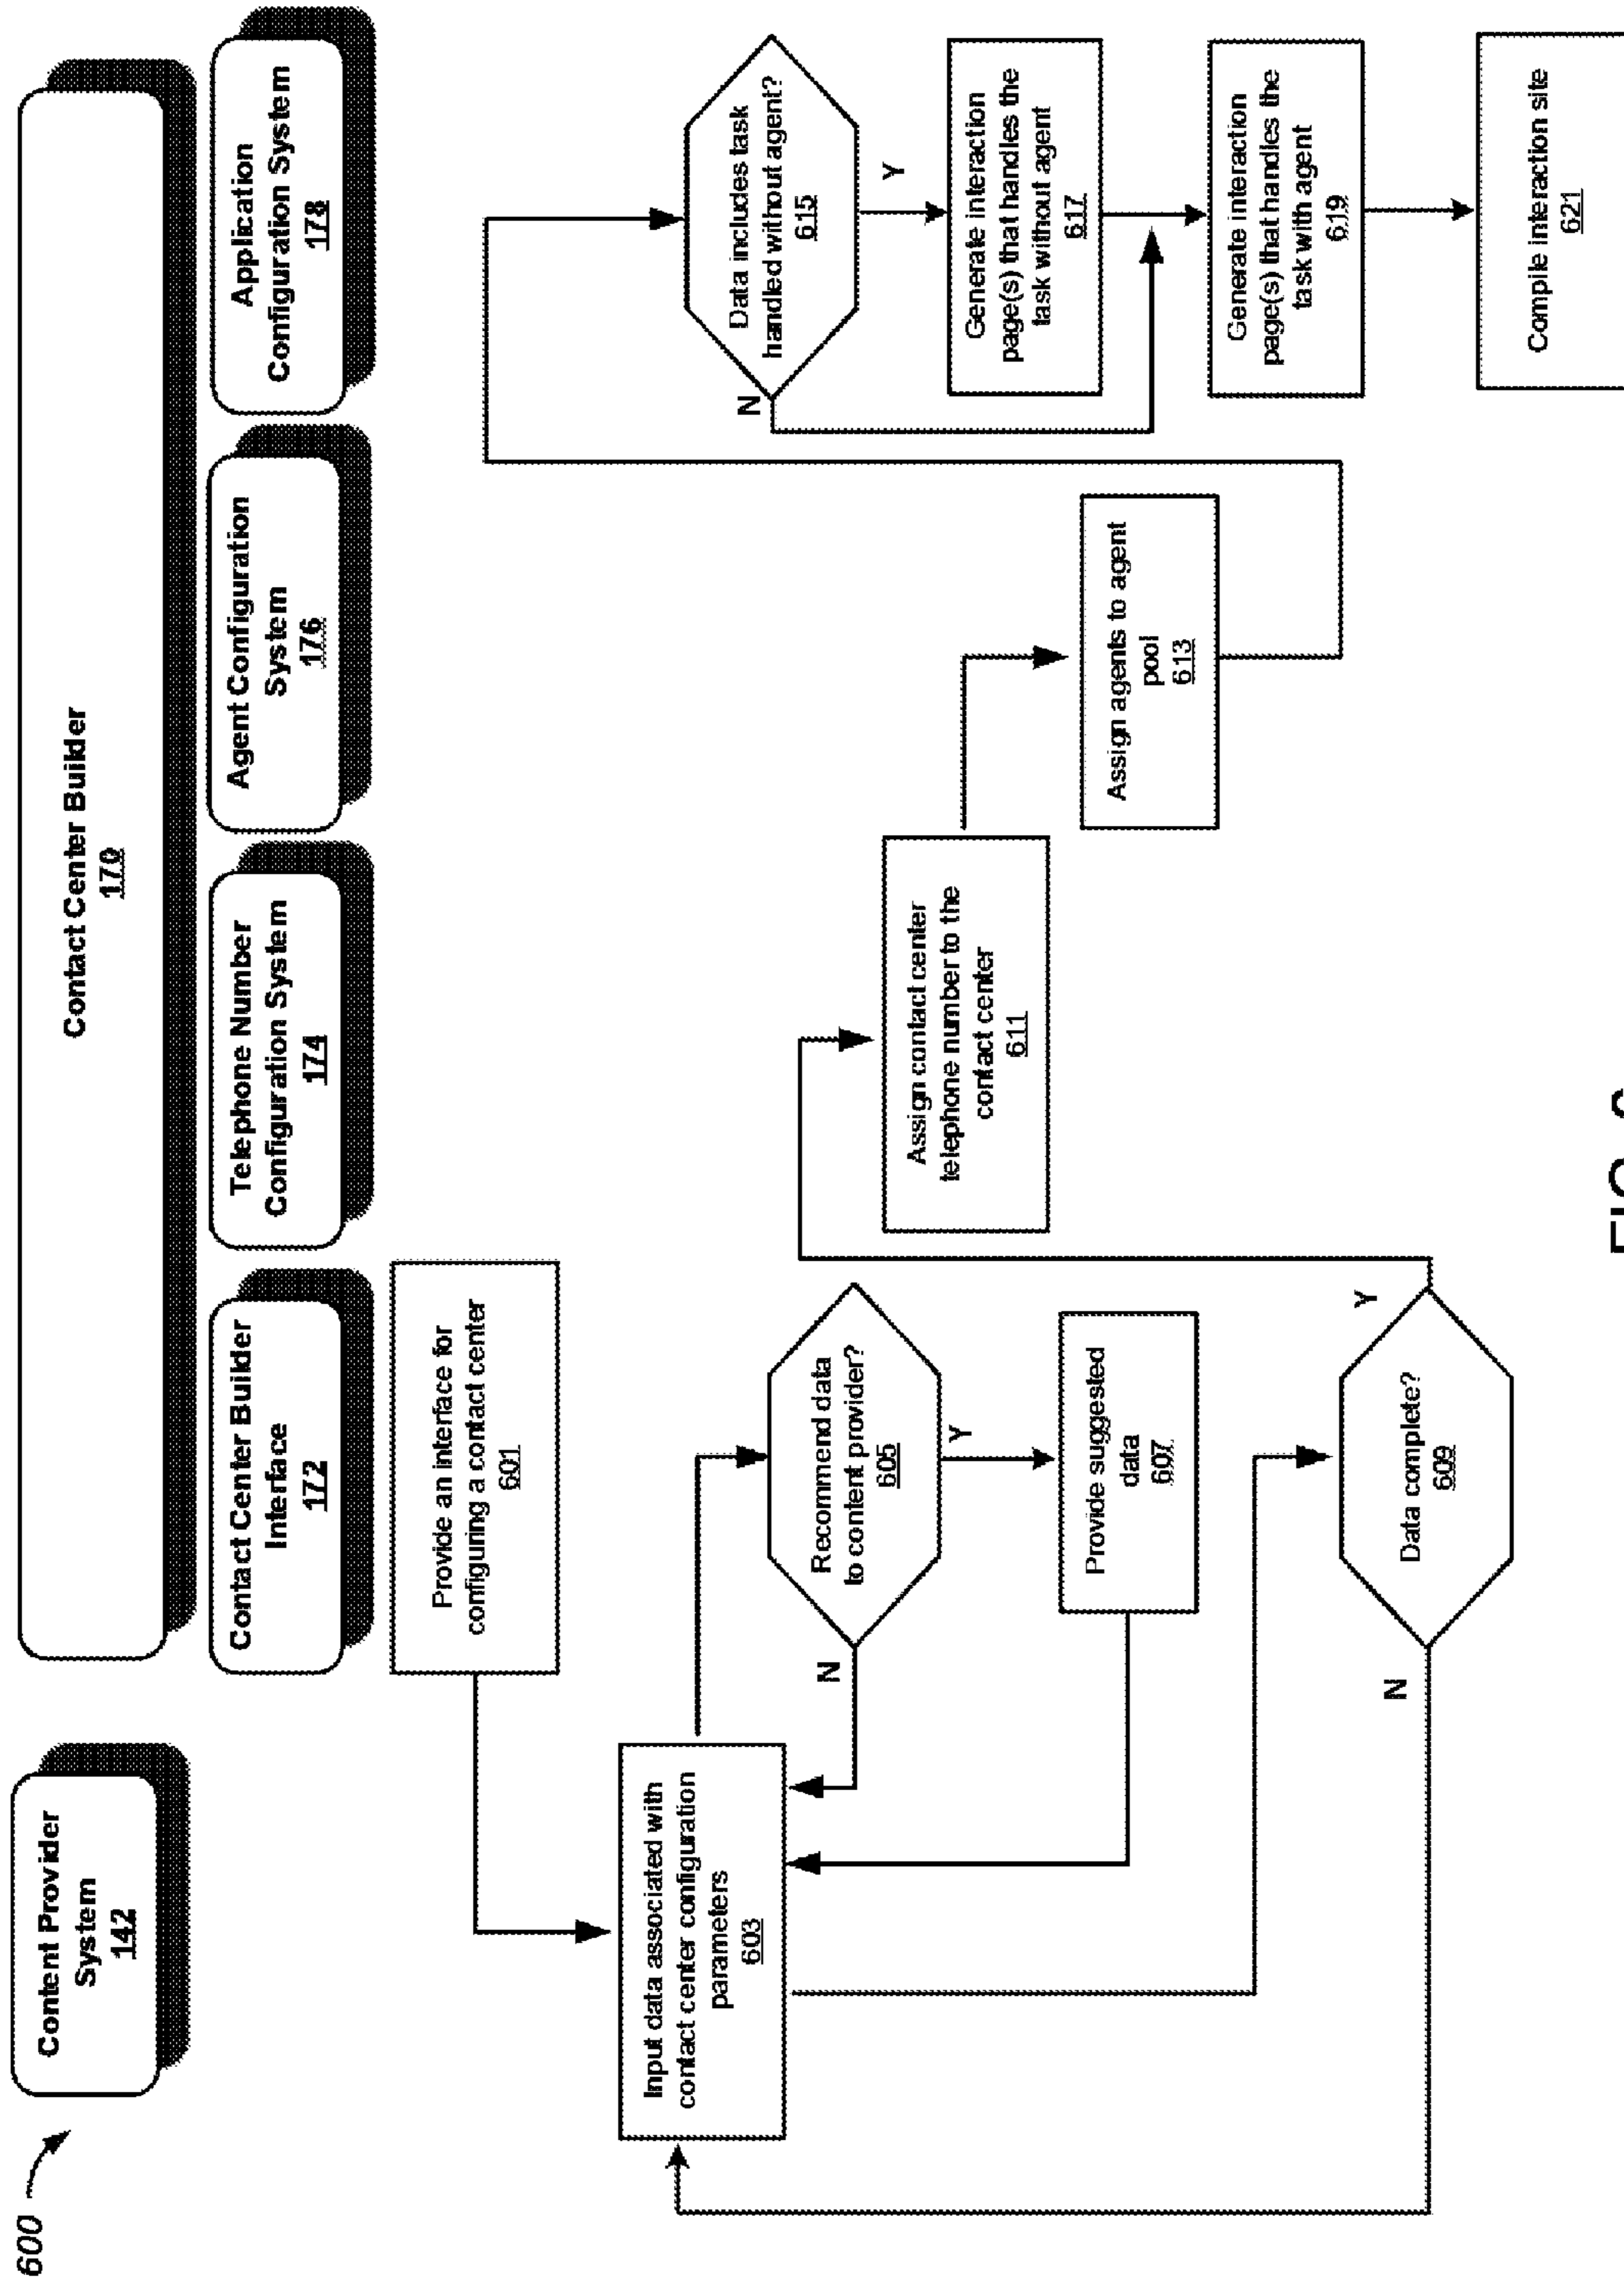 600
Content Provider
System
142
Contact Center Builder
170
Contact Center Builder
Interface
172
Telephone Number
Configuration System
174
Agent Configuration
System
176
Application
Configuration System
178
Provide an interface for
configuring a contact center
601
Input data associated with
contact center configuration
parameters
603
Recommend data
to content provider?
605
N
Y
Provide suggested
data
607
Data complete?
609
N
Y
Assign contact center
telephone number to the
contact center
611
Assign agents to agent
pool
613
Data includes task
handled without agent?
615
N
Y
Generate interaction
page(s) that handles the
task without agent
617
Generate interaction
page(s) that handles the
task with agent
619
Compile interaction site
621
FIG.